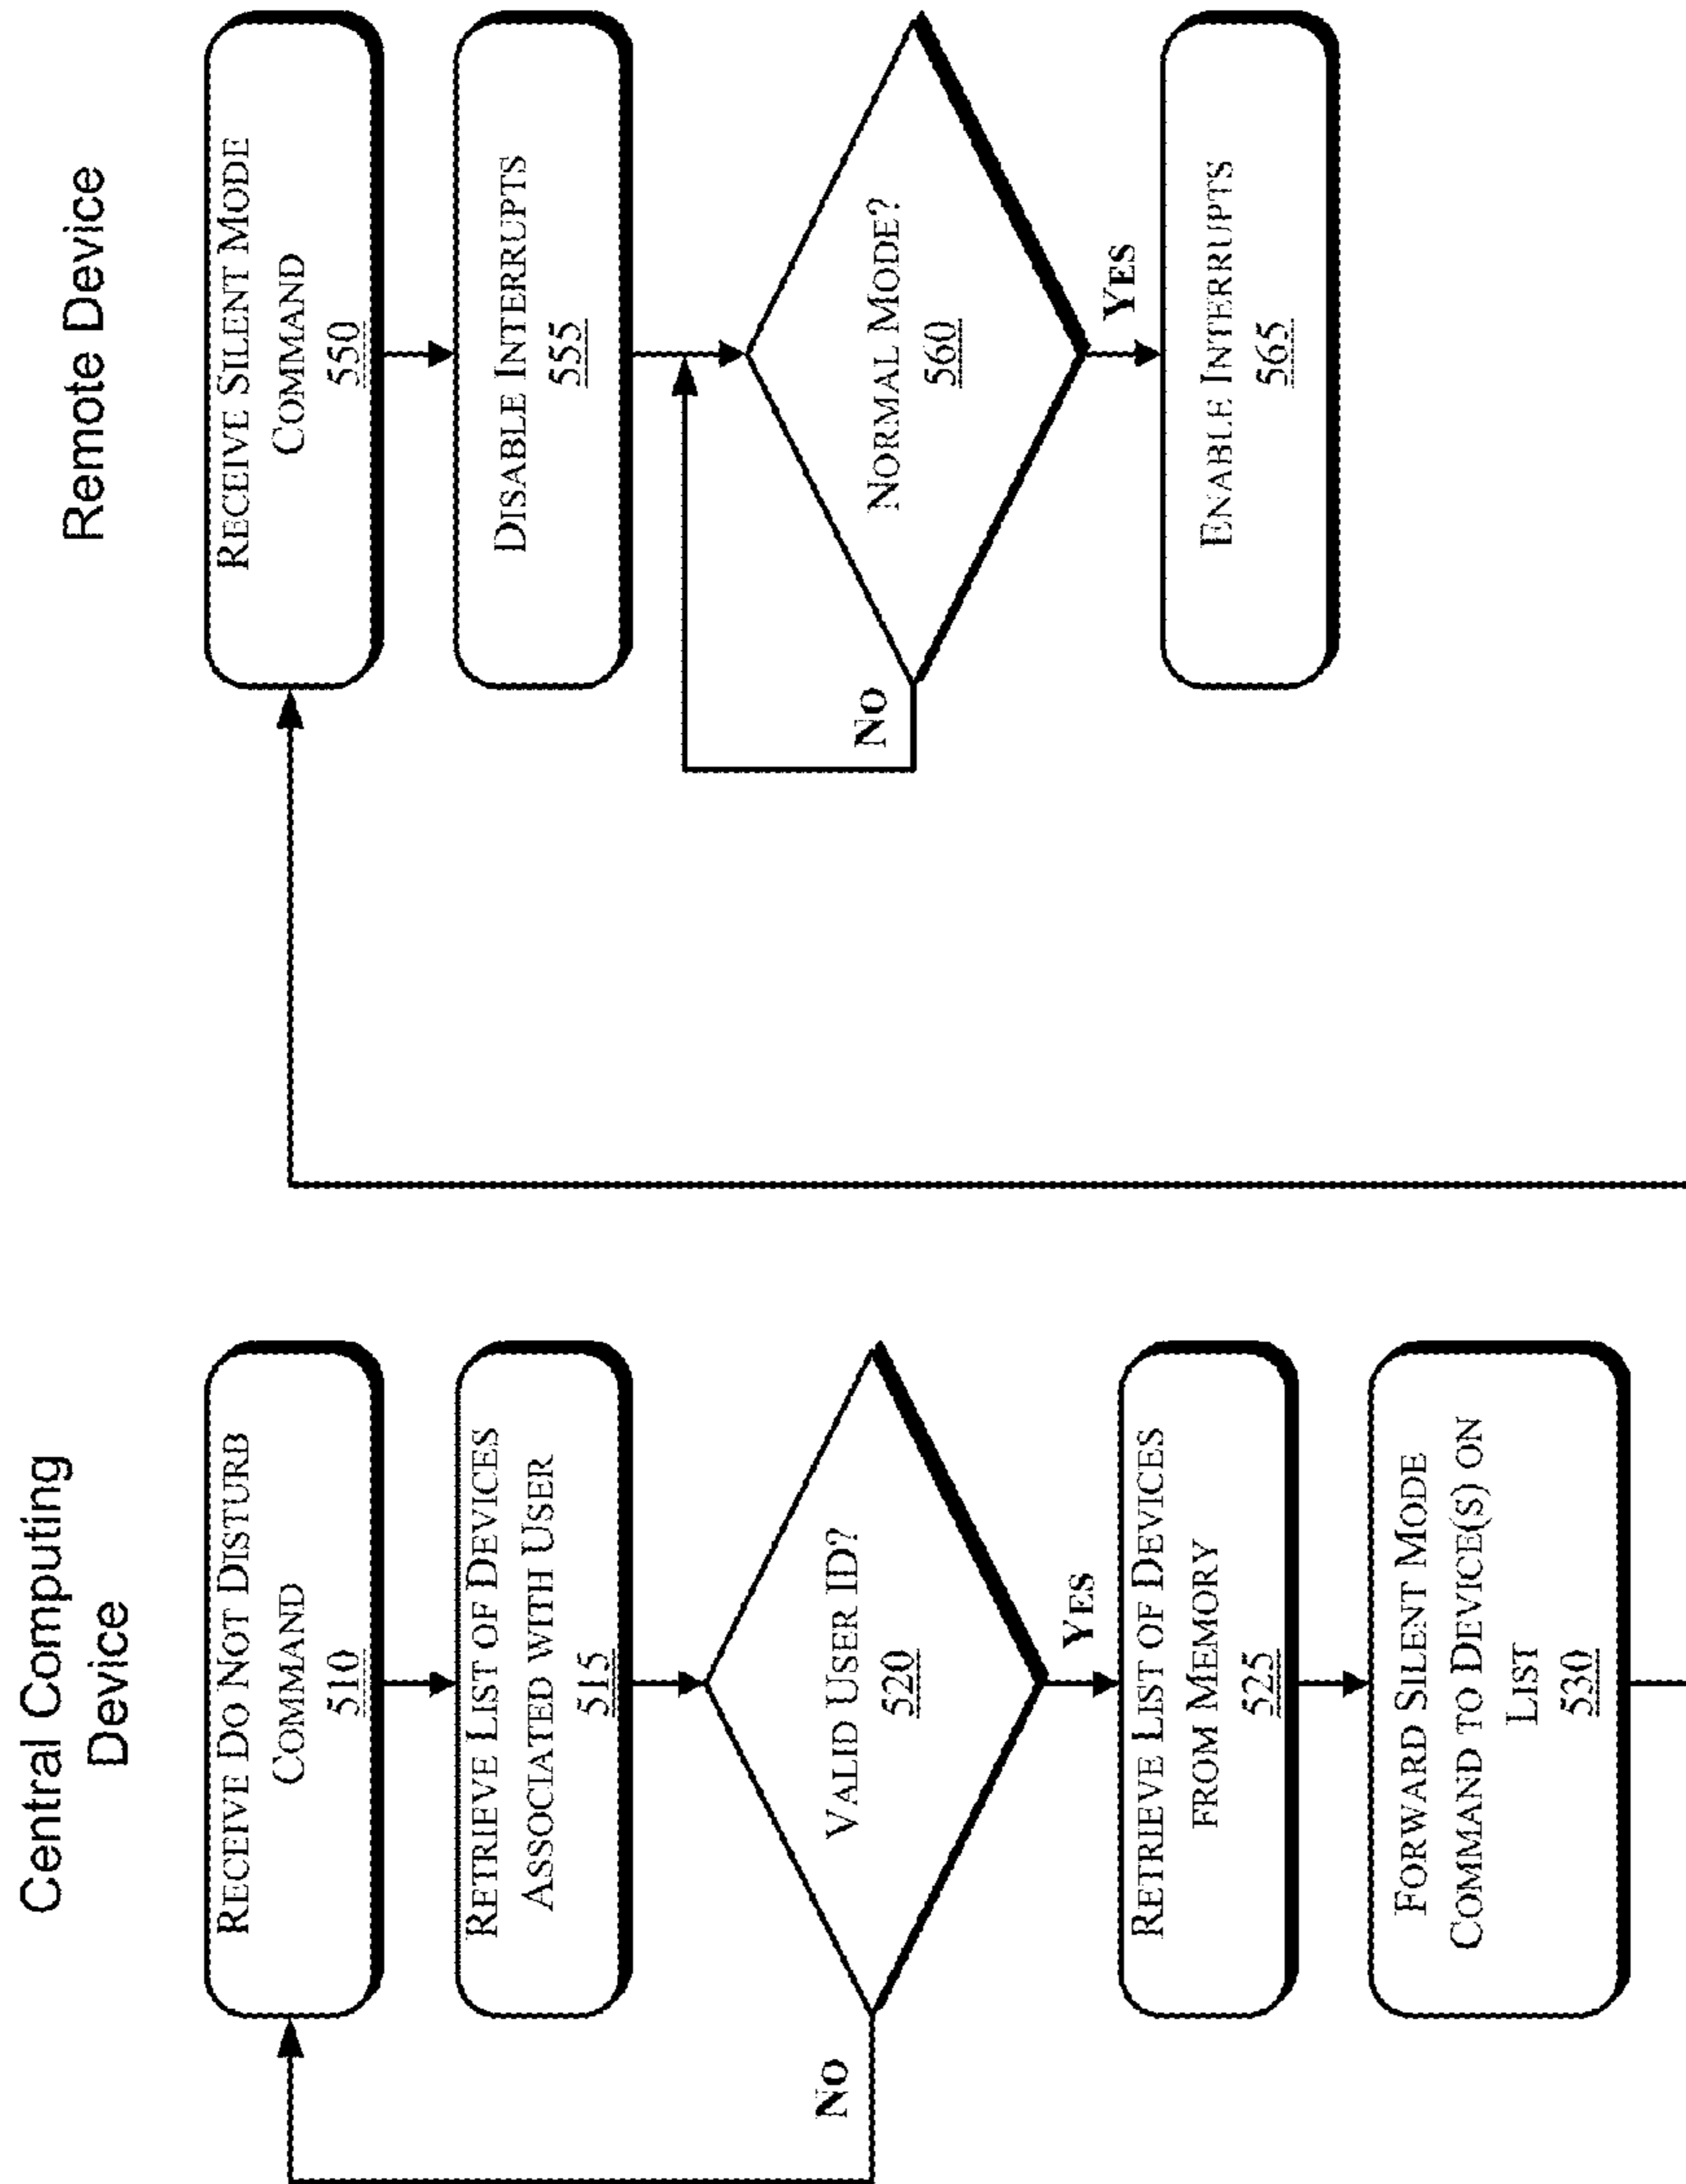 Central Computing
Device
RECEIVE DO NOT DISTURB
COMMAND
510
RETRIEVE LIST OF DEVICES
ASSOCIATED WITH USER
515
VALID USER ID?
520
NO
YES
RETRIEVE LIST OF DEVICES
FROM MEMORY
525
FORWARD SILENT MODE
COMMAND TO DEVICE(S) ON
LIST
530
Remote Device
RECEIVE SILENT MODE
COMMAND
550
DISABLE INTERRUPTS
555
NORMAL MODE?
560
NO
YES
ENABLE INTERRUPTS
565